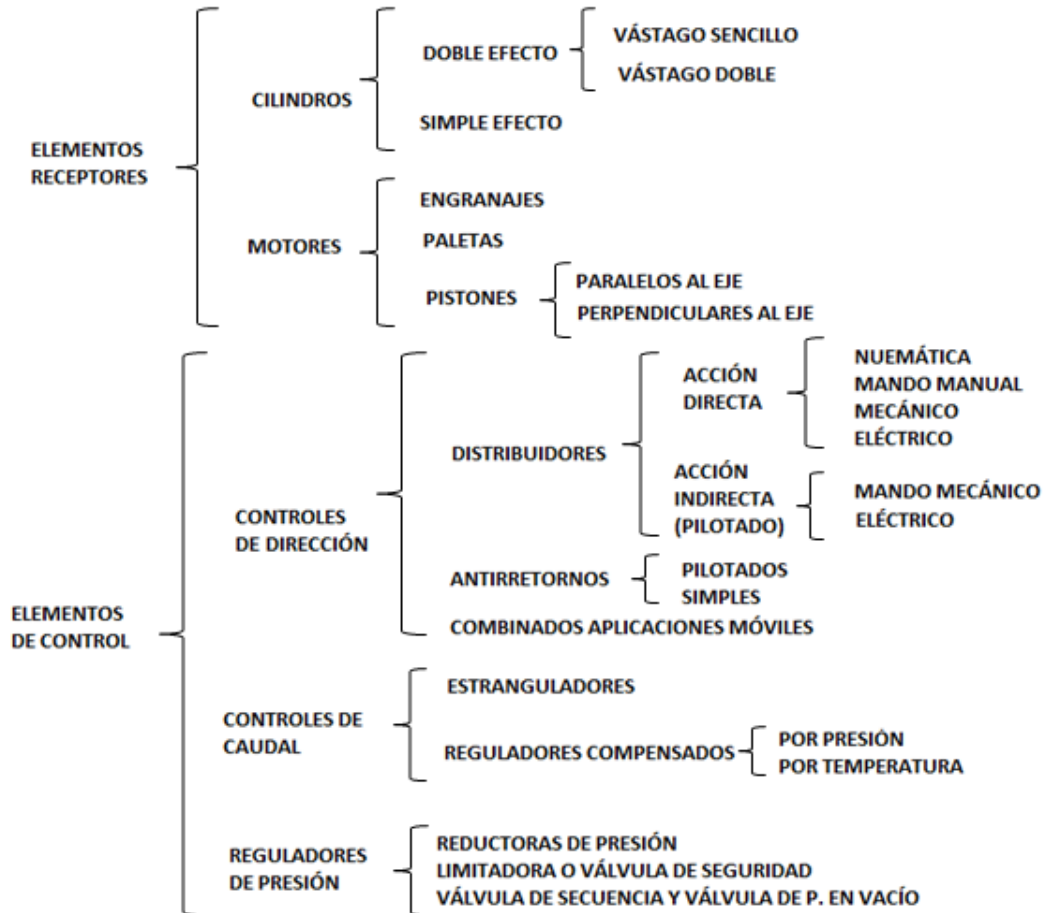 ELEMENTOS
RECEPTORES
CILINDROS
DOBLE EFECTO
VÁSTAGO SENCILLO
VÁSTAGO DOBLE
SIMPLE EFECTO
MOTORES
ENGRANAJES
PALETAS
PISTONES
PARALELOS AL EJE
PERPENDICULARES AL EJE
ELEMENTOS
DE CONTROL
CONTROLES
DE DIRECCIÓN
DISTRIBUIDORES
ACCIÓN
DIRECTA
NUEMÁTICA
MANDO MANUAL
MECÁNICO
ELÉCTRICO
ACCIÓN
INDIRECTA
(PILOTADO)
MANDO MECÁNICO
ELÉCTRICO
ANTIRRETORNOS
PILOTADOS
SIMPLES
COMBINADOS APLICACIONES MÓVILES
CONTROLES DE
CAUDAL
ESTRANGULADORES
REGULADORES COMPENSADOS
POR PRESIÓN
POR TEMPERATURA
REGULADORES
DE PRESIÓN
REDUCTORAS DE PRESIÓN
LIMITADORA O VÁLVULA DE SEGURIDAD
VÁLVULA DE SECUENCIA Y VÁLVULA DE P. EN VACÍO